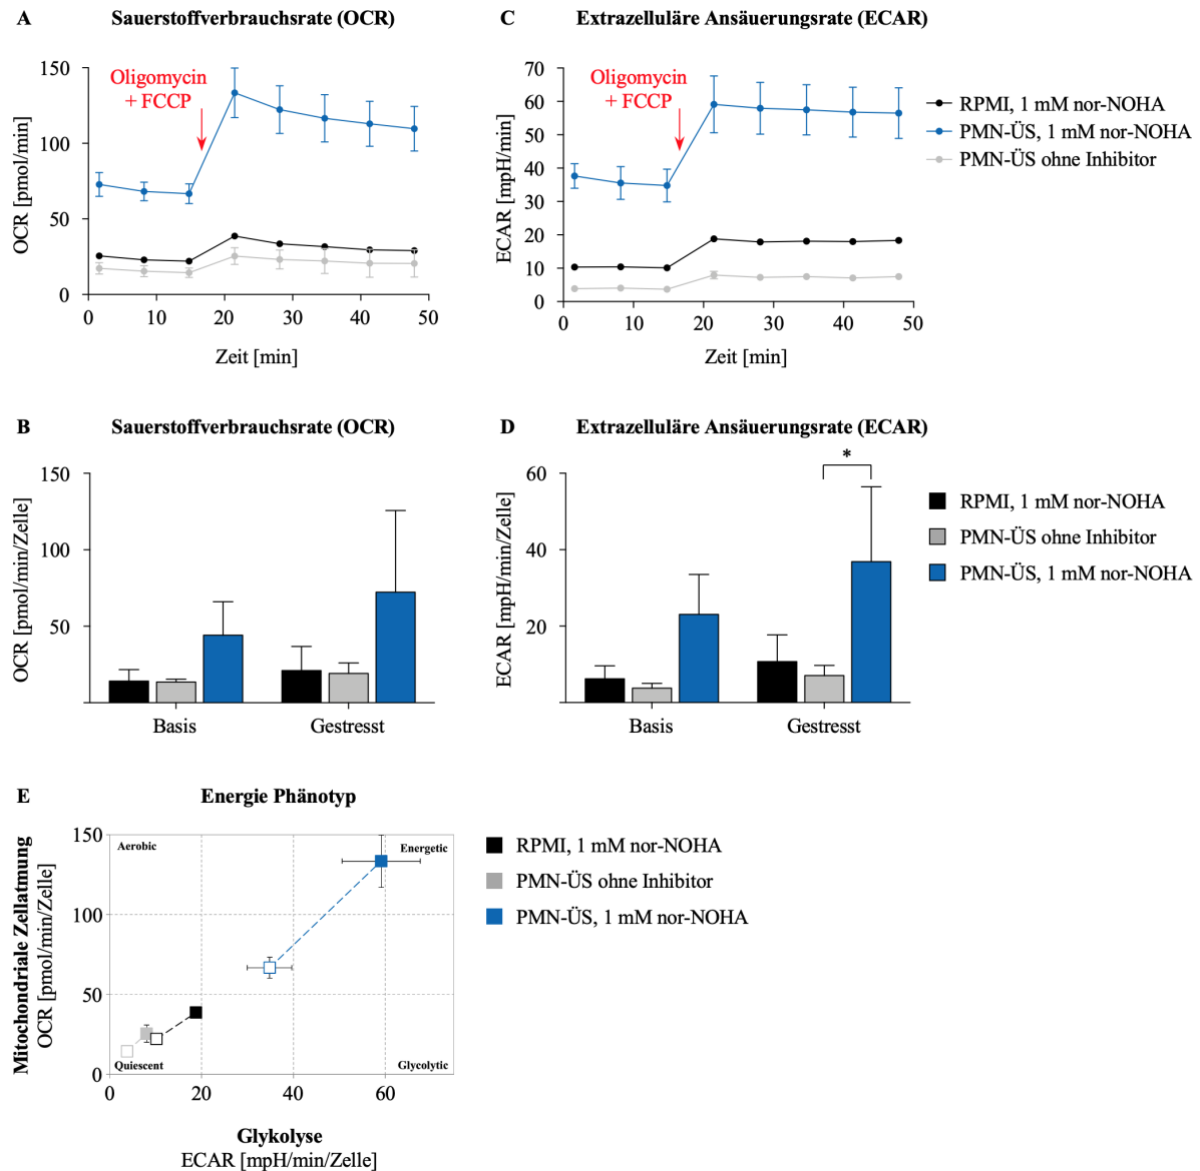 A Sauerstoffverbrauchsrate (OCR)
150
100
50
0
OCR [pmol/min]
Oligomycin
+ FCCP
0 10 20 30 40 50
Zeit [min]
C Extrazelluläre Ansäuerungsrate (ECAR)
70
60
50
40
30
20
10
0
ECAR [mpH/min]
Oligomycin
+ FCCP
0 10 20 30 40 50
Zeit [min]
RPMI, 1 mM nor-NOHA
PMN-ÜS, 1 mM nor-NOHA
PMN-ÜS ohne Inhibitor
B Sauerstoffverbrauchsrate (OCR)
150
100
50
OCR [pmol/min/Zelle]
Basis Gestresst
D Extrazelluläre Ansäuerungsrate (ECAR)
60
40
20
ECAR [mpH/min/Zelle]
*
Basis Gestresst
RPMI, 1 mM nor-NOHA
PMN-ÜS ohne Inhibitor
PMN-ÜS, 1 mM nor-NOHA
E Energie Phänotyp
Mitochondriale Zellatmung
OCR [pmol/min/Zelle]
150
100
50
0
Aerobic Energetic
Quiescent Glycolytic
0 20 40 60
Glykolyse
ECAR [mpH/min/Zelle]
RPMI, 1 mM nor-NOHA
PMN-ÜS ohne Inhibitor
PMN-ÜS, 1 mM nor-NOHA